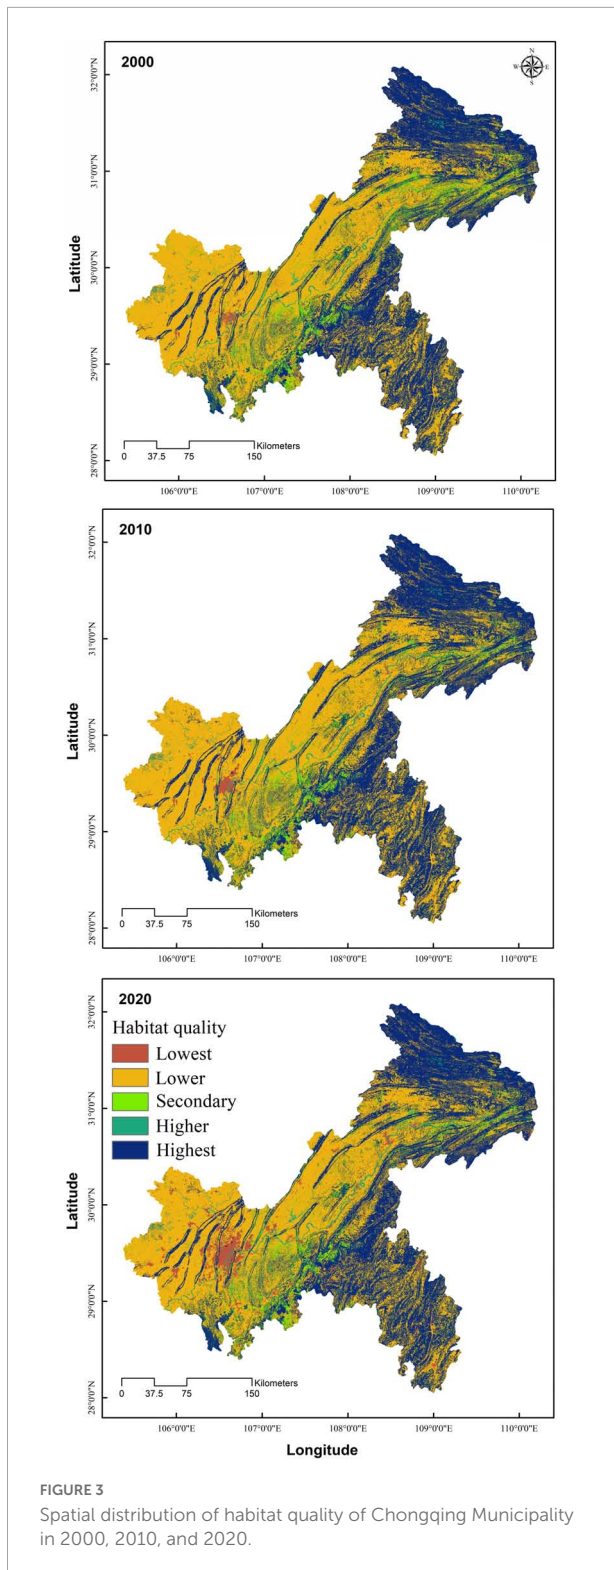 2000
N
W E
S
32°0'0"N
31°0'0"N
30°0'0"N
29°0'0"N
28°0'0"N
Latitude
Kilometers
0 37.5 75 150
106°0'0"E 107°0'0"E 108°0'0"E 109°0'0"E 110°0'0"E
2010
32°0'0"N
31°0'0"N
30°0'0"N
29°0'0"N
28°0'0"N
Latitude
Kilometers
0 37.5 75 150
106°0'0"E 107°0'0"E 108°0'0"E 109°0'0"E 110°0'0"E
2020
Habitat quality
Lowest
Lower
Secondary
Higher
Highest
32°0'0"N
31°0'0"N
30°0'0"N
29°0'0"N
28°0'0"N
Latitude
Kilometers
0 37.5 75 150
106°0'0"E 107°0'0"E 108°0'0"E 109°0'0"E 110°0'0"E
Longitude
FIGURE 3
Spatial distribution of habitat quality of Chongqing Municipality
in 2000, 2010, and 2020.